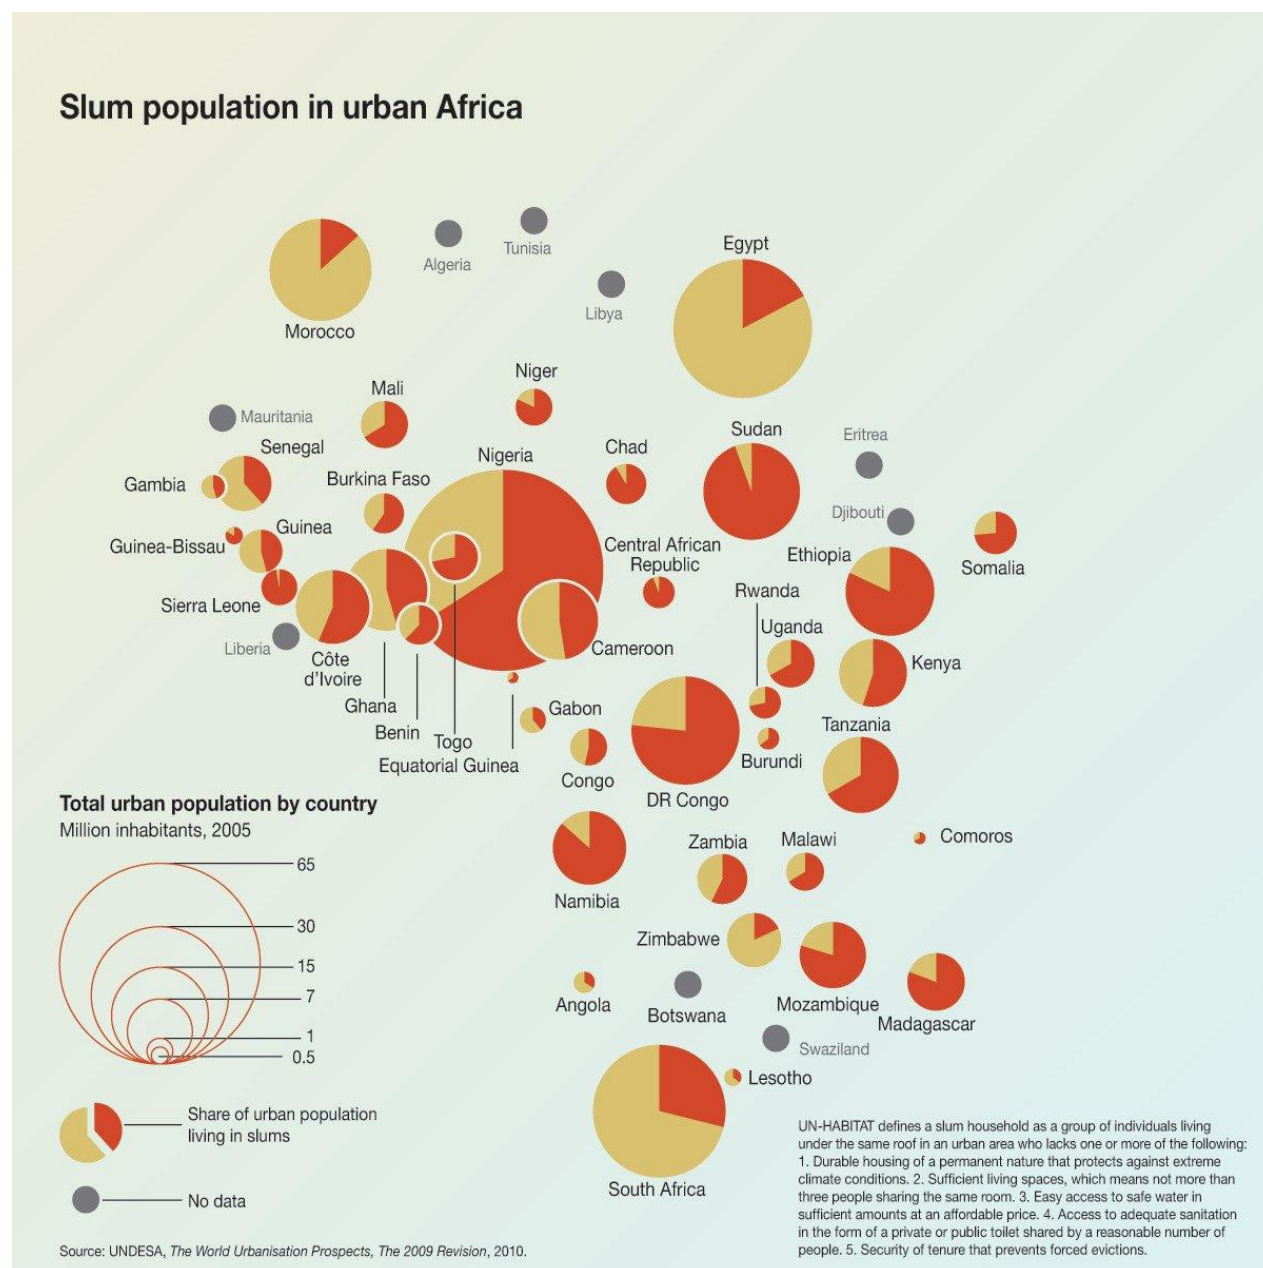 Slum population in urban Africa
Algeria
Tunisia
Egypt
Libya
Morocco
Niger
Mali
Mauritania
Senegal
Gambia
Burkina Faso
Nigeria
Chad
Sudan
Eritrea
Djibouti
Guinea
Guinea-Bissau
Central African
Republic
Ethiopia
Somalia
Rwanda
Sierra Leone
Liberia
Uganda
Côte
d'Ivoire
Cameroon
Kenya
Ghana
Gabon
Benin
Togo
Equatorial Guinea
Tanzania
Burundi
Congo
DR Congo
Total urban population by country
Million inhabitants, 2005
65
30
15
7
1
0.5
Zambia
Malawi
Comoros
Namibia
Zimbabwe
Angola
Botswana
Mozambique
Madagascar
Swaziland
Lesotho
South Africa
Share of urban population
living in slums
No data
UN-HABITAT defines a slum household as a group of individuals living
under the same roof in an urban area who lacks one or more of the following:
1. Durable housing of a permanent nature that protects against extreme
climate conditions. 2. Sufficient living spaces, which means not more than
three people sharing the same room. 3. Easy access to safe water in
sufficient amounts at an affordable price. 4. Access to adequate sanitation
in the form of a private or public toilet shared by a reasonable number of
people. 5. Security of tenure that prevents forced evictions.
Source: UNDESA, The World Urbanisation Prospects, The 2009 Revision, 2010.